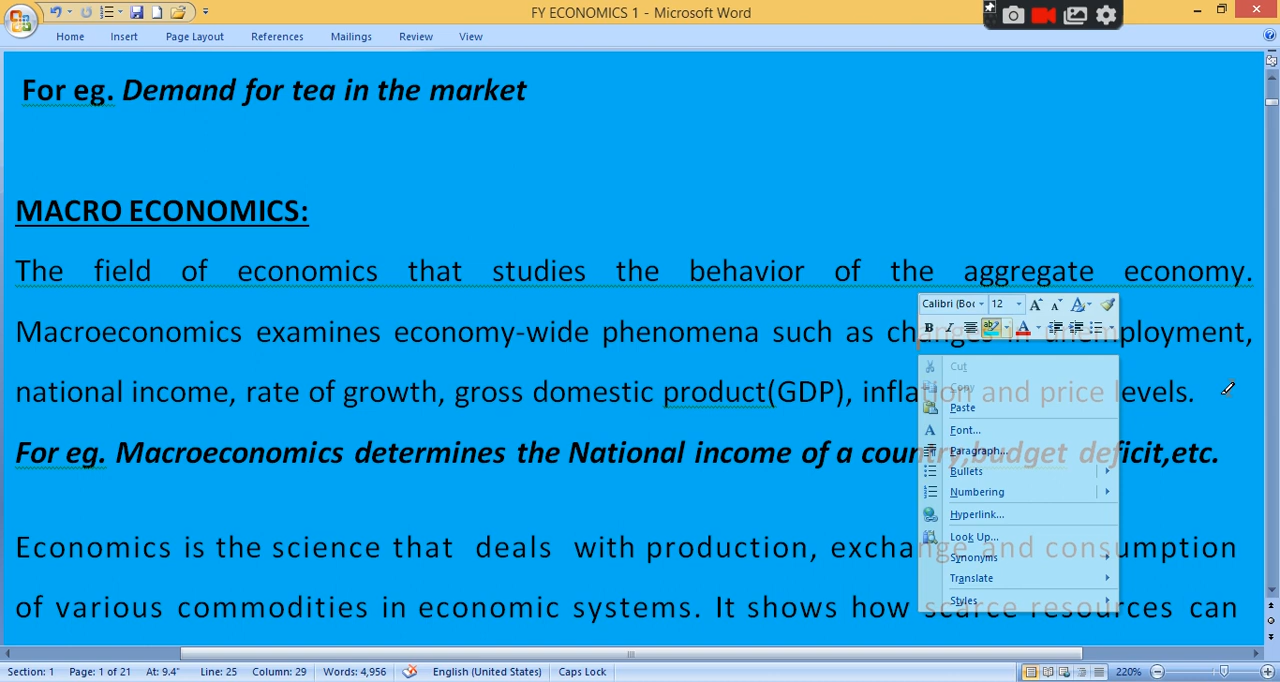 FY ECONOMICS 1 - Microsoft Word
Home Insert Page Layout References Mailings Review View
For eg. Demand for tea in the market
MACRO ECONOMICS:
The field of economics that studies the behavior of the aggregate economy.
Calibri (Boc 12
Macroeconomics examines economy-wide phenomena such as changes in unemployment,
national income, rate of growth, gross domestic product(GDP), inflation and price levels.
For eg. Macroeconomics determines the National income of a country,budget deficit,etc.
Economics is the science that deals with production, exchange and consumption
of various commodities in economic systems. It shows how scarce resources can
Cut
Copy
Paste
Font...
Paragraph...
Bullets
Numbering
Hyperlink...
Look Up...
Synonyms
Translate
Styles
Section: 1 Page: 1 of 21 At: 9.4" Line: 25 Column: 29 Words: 4,956 English (United States) Caps Lock 220%